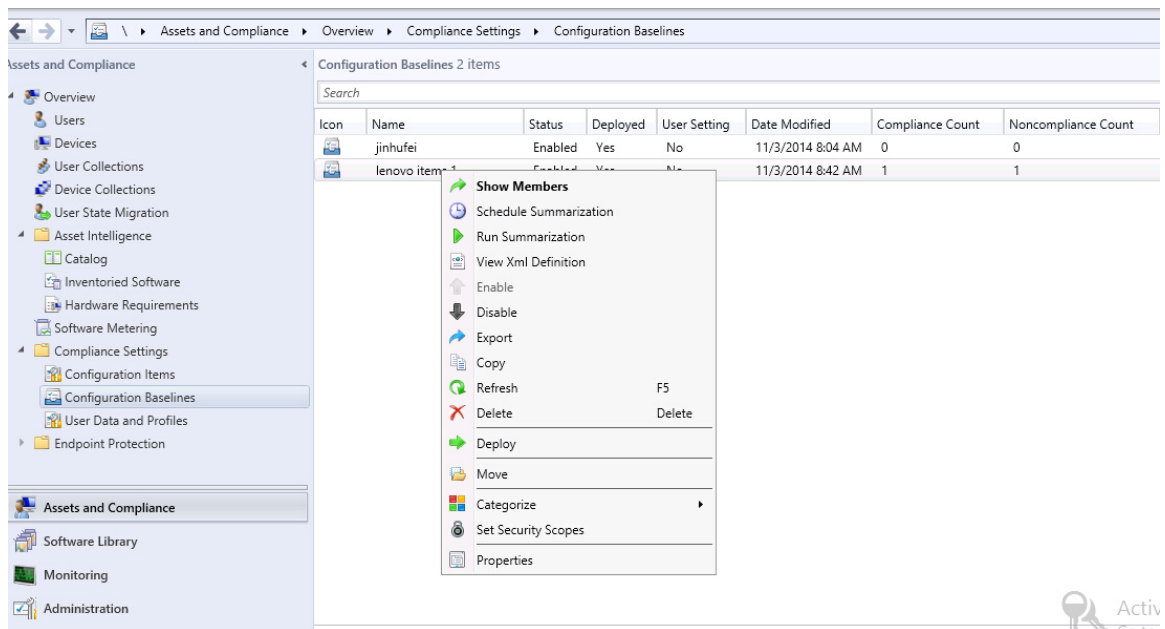 \ Assets and Compliance Overview Compliance Settings Configuration Baselines
Assets and Compliance
Overview
Users
Devices
User Collections
Device Collections
User State Migration
Asset Intelligence
Catalog
Inventoried Software
Hardware Requirements
Software Metering
Compliance Settings
Configuration Items
Configuration Baselines
User Data and Profiles
Endpoint Protection
Assets and Compliance
Software Library
Monitoring
Administration
Configuration Baselines 2 items
Search
Icon Name Status Deployed User Setting Date Modified Compliance Count Noncompliance Count
jinhufei Enabled Yes No 11/3/2014 8:04 AM 0 0
lenovo items 1 Enabled Yes No 11/3/2014 8:42 AM 1 1
Show Members
Schedule Summarization
Run Summarization
View Xml Definition
Enable
Disable
Export
Copy
Refresh F5
Delete Delete
Deploy
Move
Categorize
Set Security Scopes
Properties
Activ